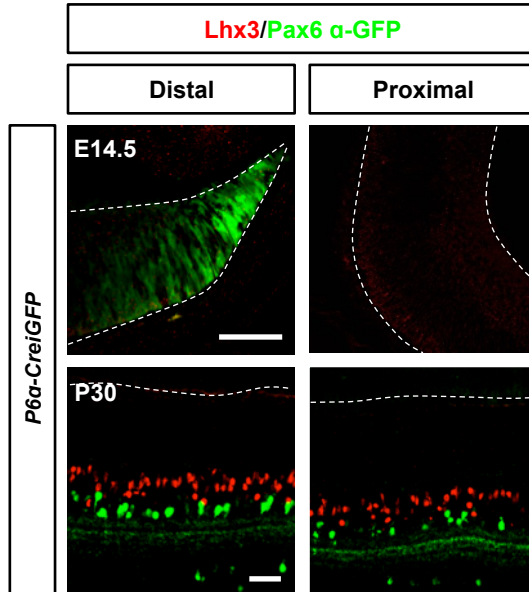 Lhx3/Pax6 α-GFP
Distal
Proximal
P6α-CreiGFP
E14.5
P30